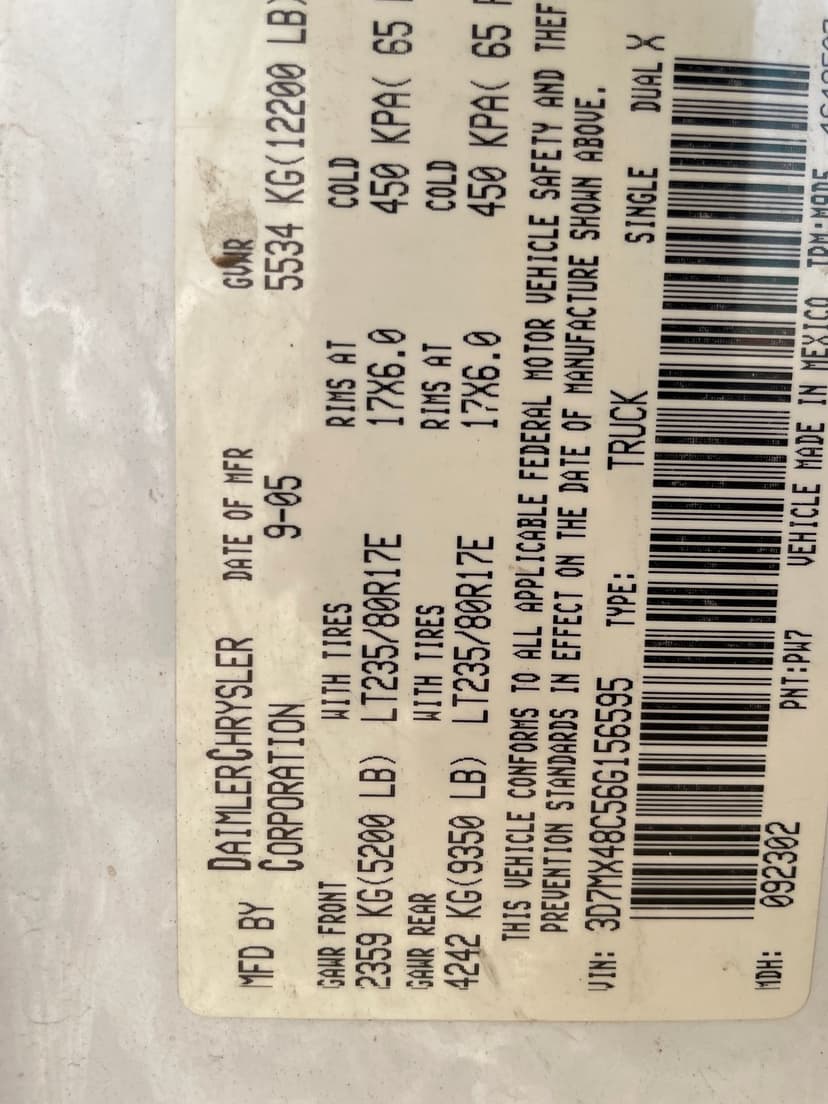 MFD BY DAIMLERCHRYSLER DATE OF MFR GVWR
CORPORATION 9-05 5534 KG(12200 LB)
GAWR FRONT WITH TIRES RIMS AT COLD
2359 KG(5200 LB) LT235/80R17E 17X6.0 450 KPA( 65
GAWR REAR WITH TIRES RIMS AT COLD
4242 KG(9350 LB) LT235/80R17E 17X6.0 450 KPA( 65
THIS VEHICLE CONFORMS TO ALL APPLICABLE FEDERAL MOTOR VEHICLE SAFETY AND THEF
PREVENTION STANDARDS IN EFFECT ON THE DATE OF MANUFACTURE SHOWN ABOVE.
VIN: 3D7MX48C56G156595 TYPE: TRUCK SINGLE DUAL X
MDH: 092302 PNT:PW7 VEHICLE MADE IN MEXICO